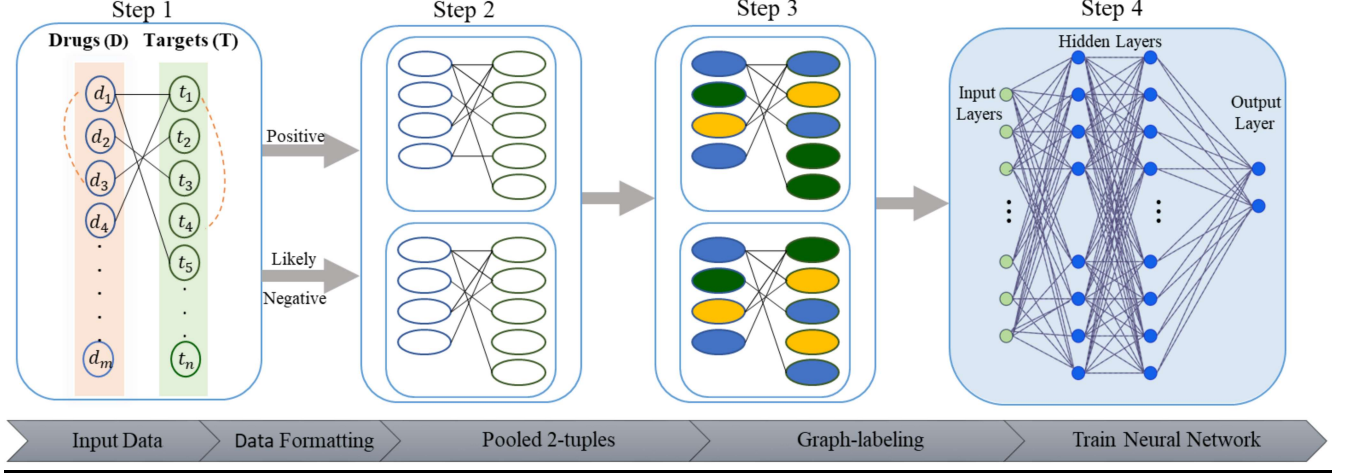 Step 1
Step 2
Step 3
Step 4
Drugs (D) Targets (T)
d1 t1
d2 t2
d3 t3
d4 t4
t5
dm tn
Positive
Likely
Negative
Hidden Layers
Input
Layers
Output
Layer
Input Data
Data Formatting
Pooled 2-tuples
Graph-labeling
Train Neural Network